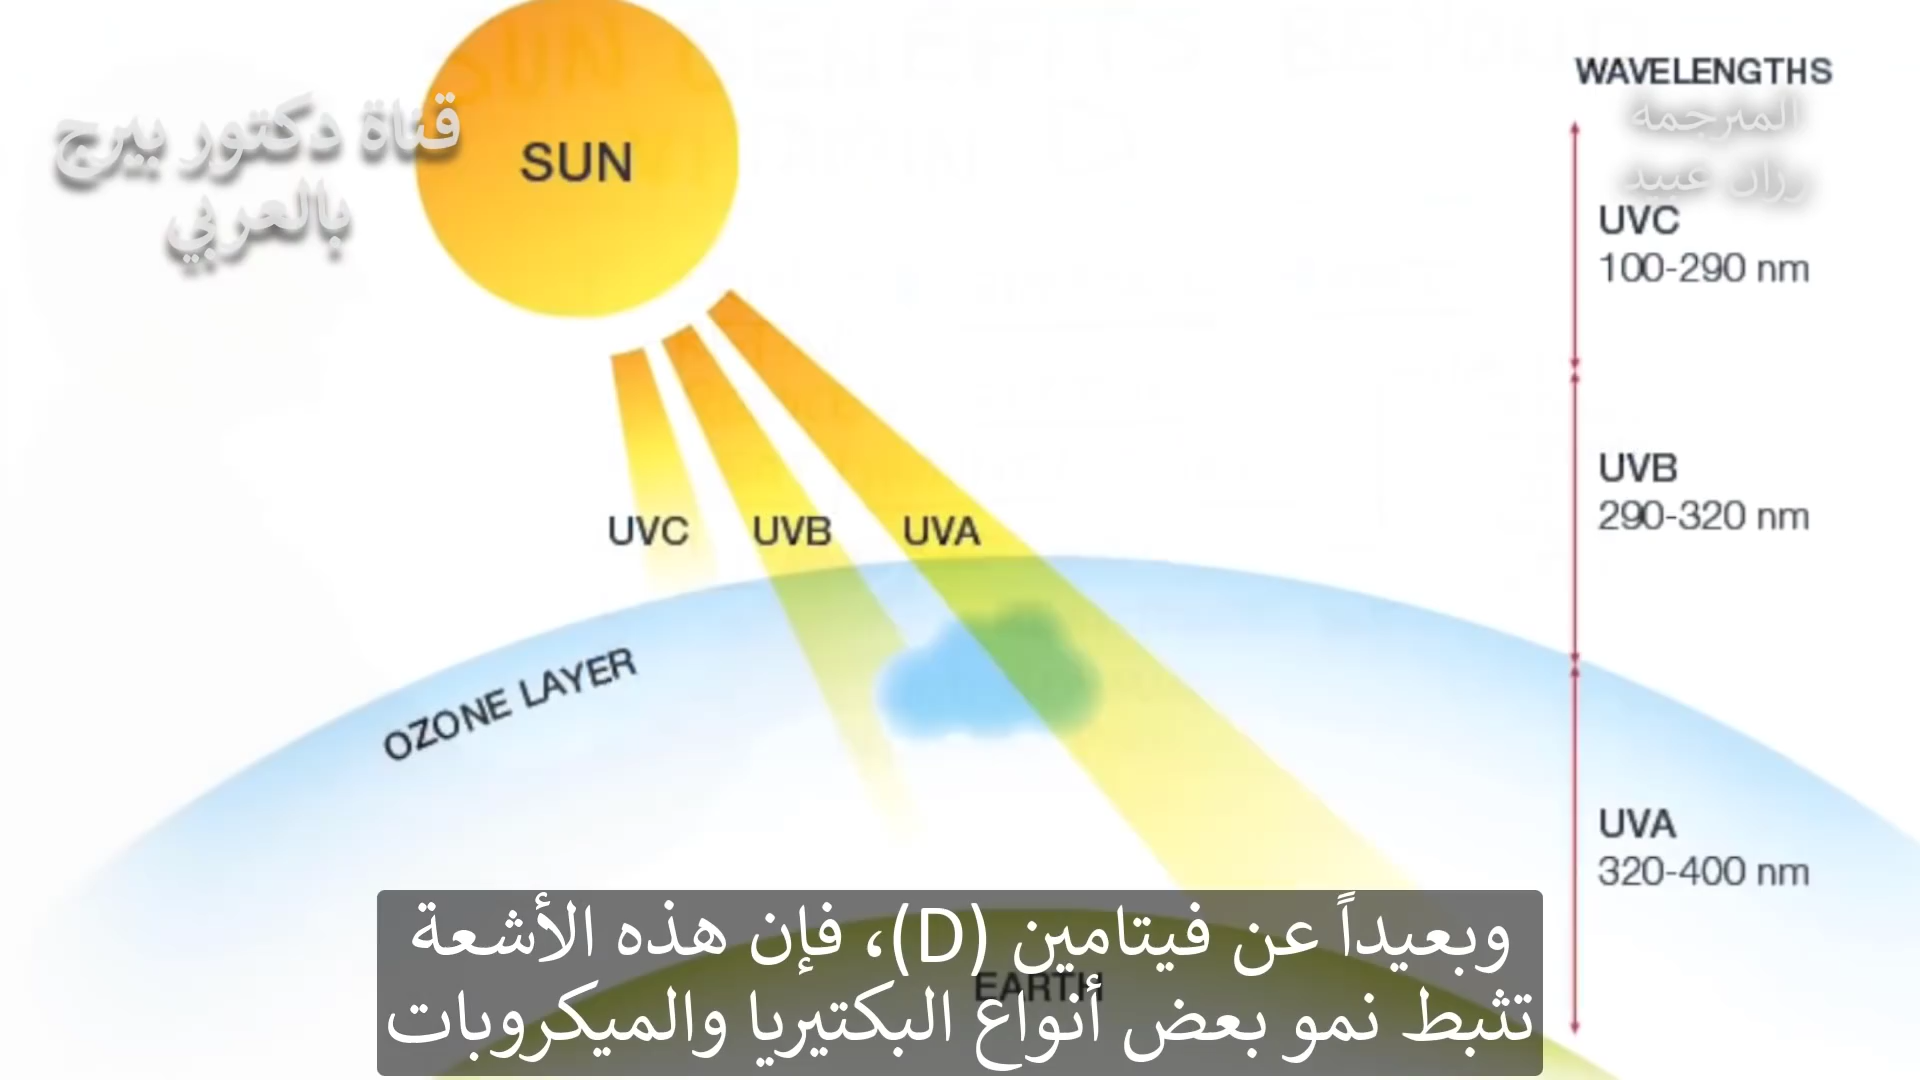 SUN
قناة دكتور بيرج
بالعربي
WAVELENGTHS
المترجمة
رزان عبيد
UVC
100-290 nm
UVB
290-320 nm
UVA
320-400 nm
UVC
UVB
UVA
OZONE LAYER
EARTH
وبعيداً عن فيتامين (D)، فإن هذه الأشعة
تثبط نمو بعض أنواع البكتيريا والميكروبات